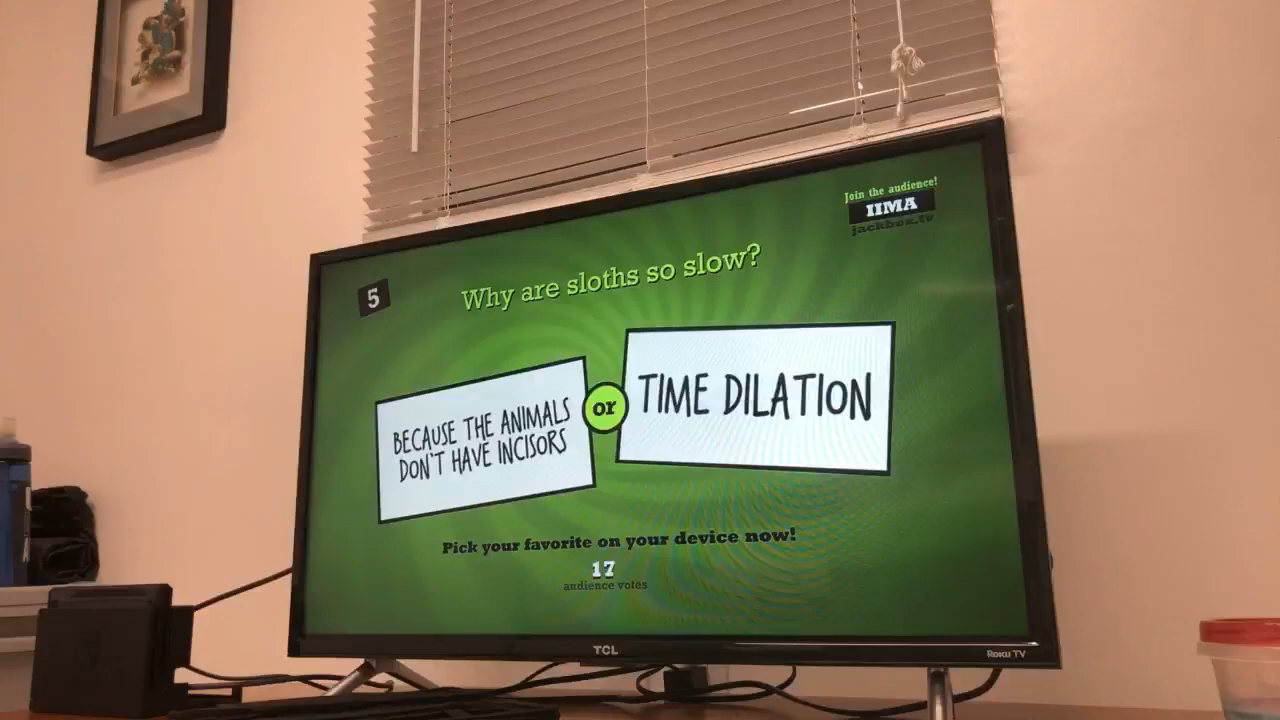 Join the audience!
IIMA
jackbox.tv
5
Why are sloths so slow?
BECAUSE THE ANIMALS
DON'T HAVE INCISORS
or
TIME DILATION
Pick your favorite on your device now!
17
audience votes
TCL
Roku TV